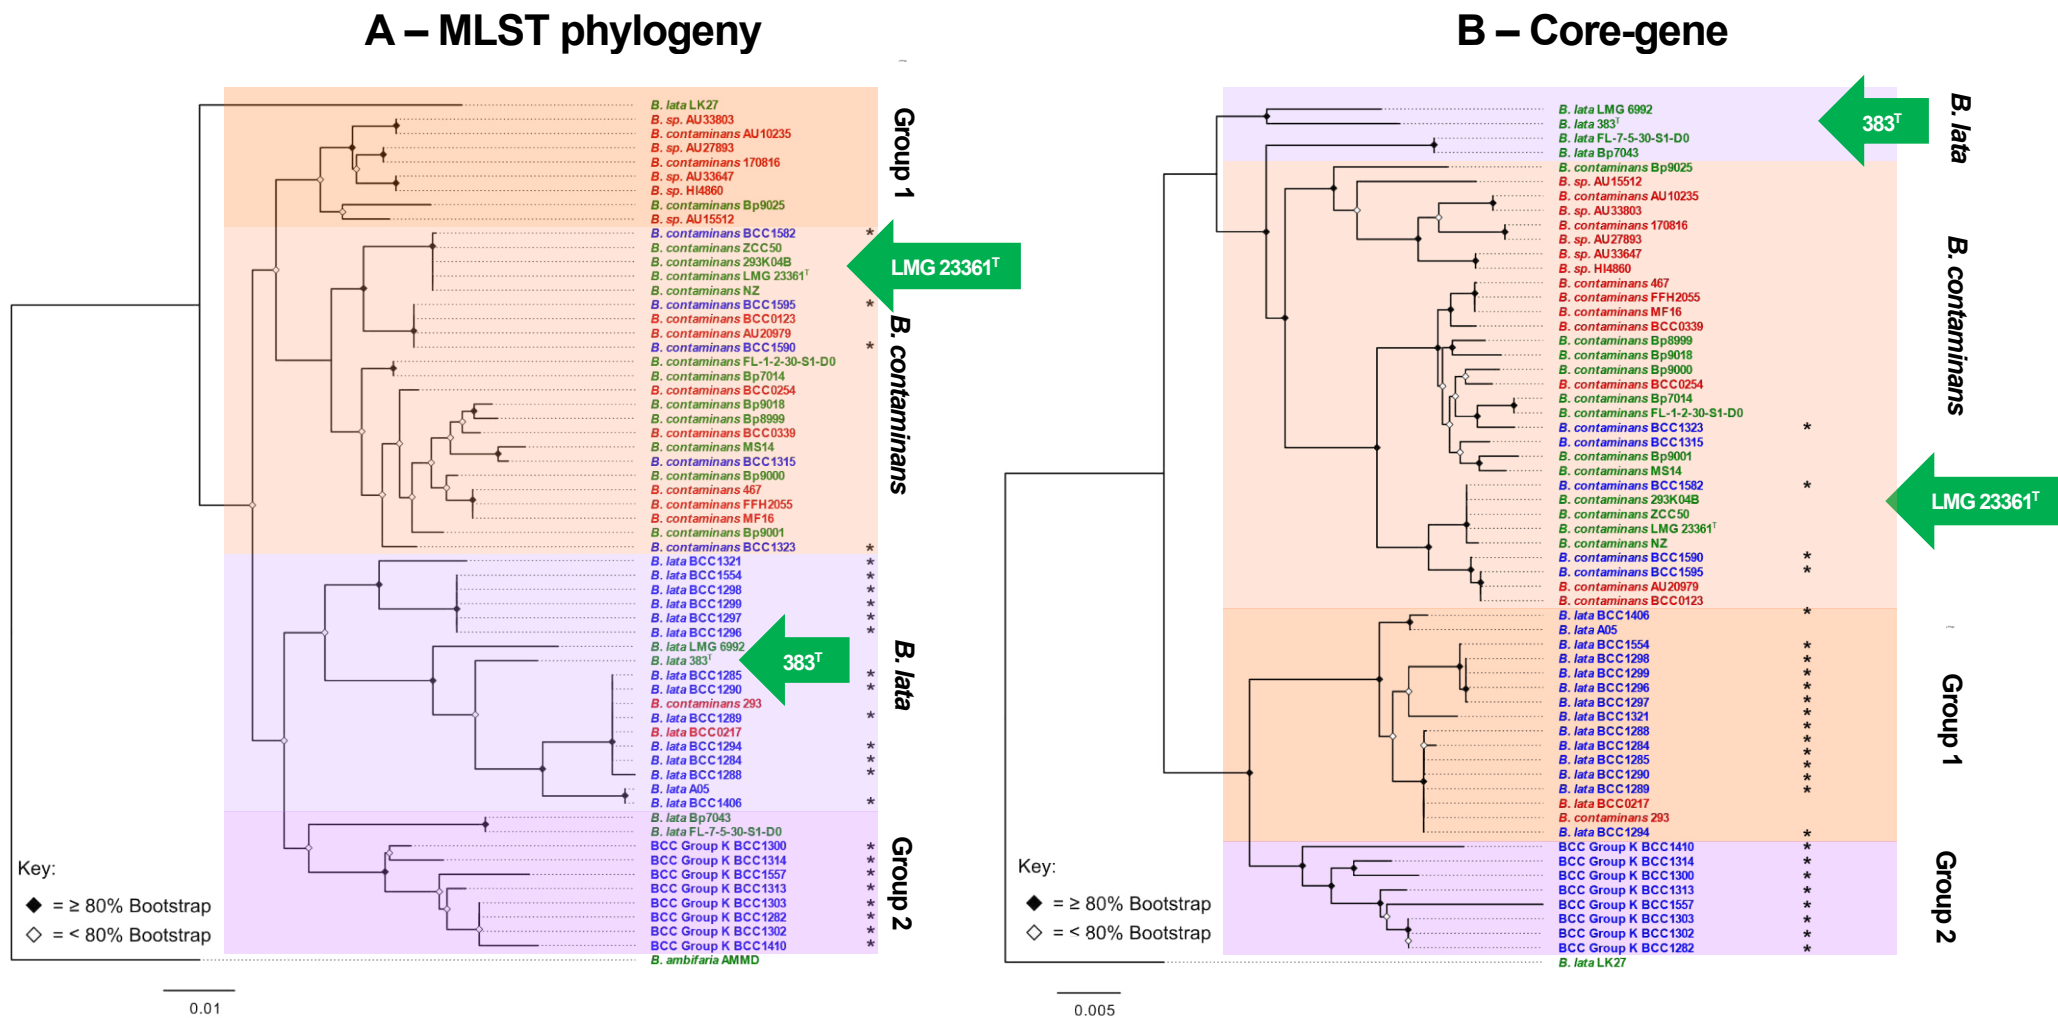 A – MLST phylogeny
B. lata LK27
B. sp. AU33803
B. contaminans AU10235
B. sp. AU27893
B. contaminans 170816
B. sp. AU33647
B. sp. HI4860
B. contaminans Bp9025
B. sp. AU15512
Group 1
B. contaminans BCC1582 *
B. contaminans ZCC50
B. contaminans 293K04B
B. contaminans LMG 23361T
B. contaminans NZ
LMG 23361T
B. contaminans BCC1595 *
B. contaminans BCC0123
B. contaminans AU20979
B. contaminans BCC1590 *
B. contaminans FL-1-2-30-S1-D0
B. contaminans Bp7014
B. contaminans BCC0254
B. contaminans Bp9018
B. contaminans Bp8999
B. contaminans BCC0339
B. contaminans MS14
B. contaminans BCC1315
B. contaminans Bp9000
B. contaminans 467
B. contaminans FFH2055
B. contaminans MF16
B. contaminans Bp9001
B. contaminans BCC1323 *
B. contaminans
B. lata BCC1321 *
B. lata BCC1554 *
B. lata BCC1298 *
B. lata BCC1299 *
B. lata BCC1297 *
B. lata BCC1296 *
B. lata LMG 6992
B. lata 383T
383T
B. lata BCC1285 *
B. lata BCC1290 *
B. contaminans 293
B. lata BCC1289 *
B. lata BCC0217
B. lata BCC1294 *
B. lata BCC1284 *
B. lata BCC1288 *
B. lata A05
B. lata BCC1406 *
B. lata
B. lata Bp7043
B. lata FL-7-5-30-S1-D0
BCC Group K BCC1300 *
BCC Group K BCC1314 *
BCC Group K BCC1557 *
BCC Group K BCC1313 *
BCC Group K BCC1303 *
BCC Group K BCC1282 *
BCC Group K BCC1302 *
BCC Group K BCC1410 *
Group 2
B. ambifaria AMMD
Key:
= ≥ 80% Bootstrap
= < 80% Bootstrap
0.01
B – Core-gene
B. lata LMG 6992
B. lata 383T
B. lata FL-7-5-30-S1-D0
B. lata Bp7043
383T
B. lata
B. contaminans Bp9025
B. sp. AU15512
B. contaminans AU10235
B. sp. AU33803
B. contaminans 170816
B. sp. AU27893
B. sp. AU33647
B. sp. HI4860
B. contaminans 467
B. contaminans FFH2055
B. contaminans MF16
B. contaminans BCC0339
B. contaminans Bp8999
B. contaminans Bp9018
B. contaminans Bp9000
B. contaminans BCC0254
B. contaminans Bp7014
B. contaminans FL-1-2-30-S1-D0
B. contaminans BCC1323 *
B. contaminans BCC1315
B. contaminans Bp9001
B. contaminans MS14
B. contaminans BCC1582 *
B. contaminans 293K04B
B. contaminans ZCC50
B. contaminans LMG 23361T
B. contaminans NZ
B. contaminans BCC1590 *
B. contaminans BCC1595 *
B. contaminans AU20979
B. contaminans BCC0123
B. contaminans
LMG 23361T
B. lata BCC1406 *
B. lata A05
B. lata BCC1554 *
B. lata BCC1298 *
B. lata BCC1299 *
B. lata BCC1296 *
B. lata BCC1297 *
B. lata BCC1321 *
B. lata BCC1288 *
B. lata BCC1284 *
B. lata BCC1285 *
B. lata BCC1290 *
B. lata BCC1289 *
B. lata BCC0217
B. contaminans 293
B. lata BCC1294 *
Group 1
BCC Group K BCC1410 *
BCC Group K BCC1314 *
BCC Group K BCC1300 *
BCC Group K BCC1313 *
BCC Group K BCC1557 *
BCC Group K BCC1303 *
BCC Group K BCC1302 *
BCC Group K BCC1282 *
Group 2
B. lata LK27
Key:
= ≥ 80% Bootstrap
= < 80% Bootstrap
0.005